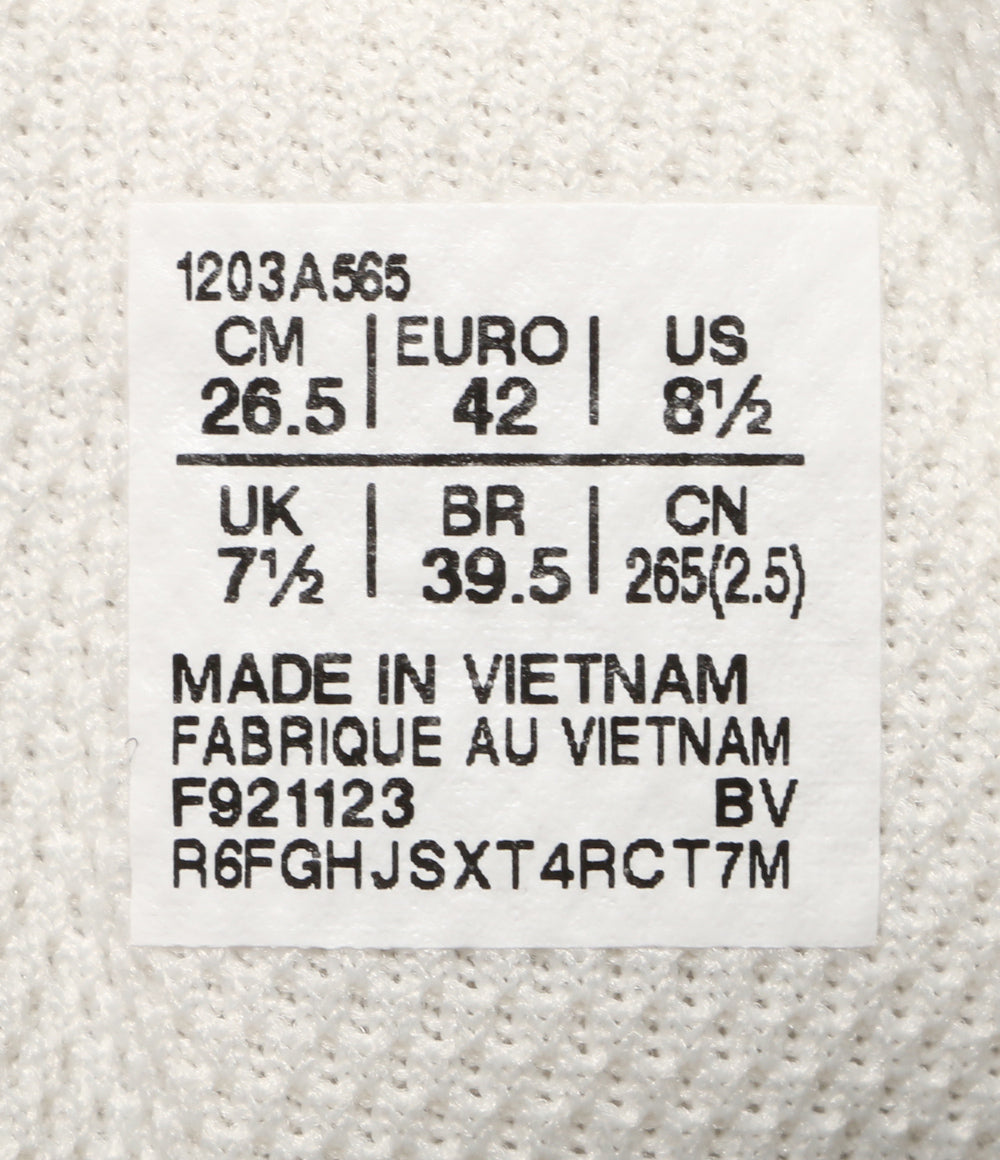 1203A565
CM | EURO | US
26.5 | 42 | 8½
UK | BR | CN
7½ | 39.5 | 265(2.5)
MADE IN VIETNAM
FABRIQUE AU VIETNAM
F921123 BV
R6FGHJSXT4RCT7M